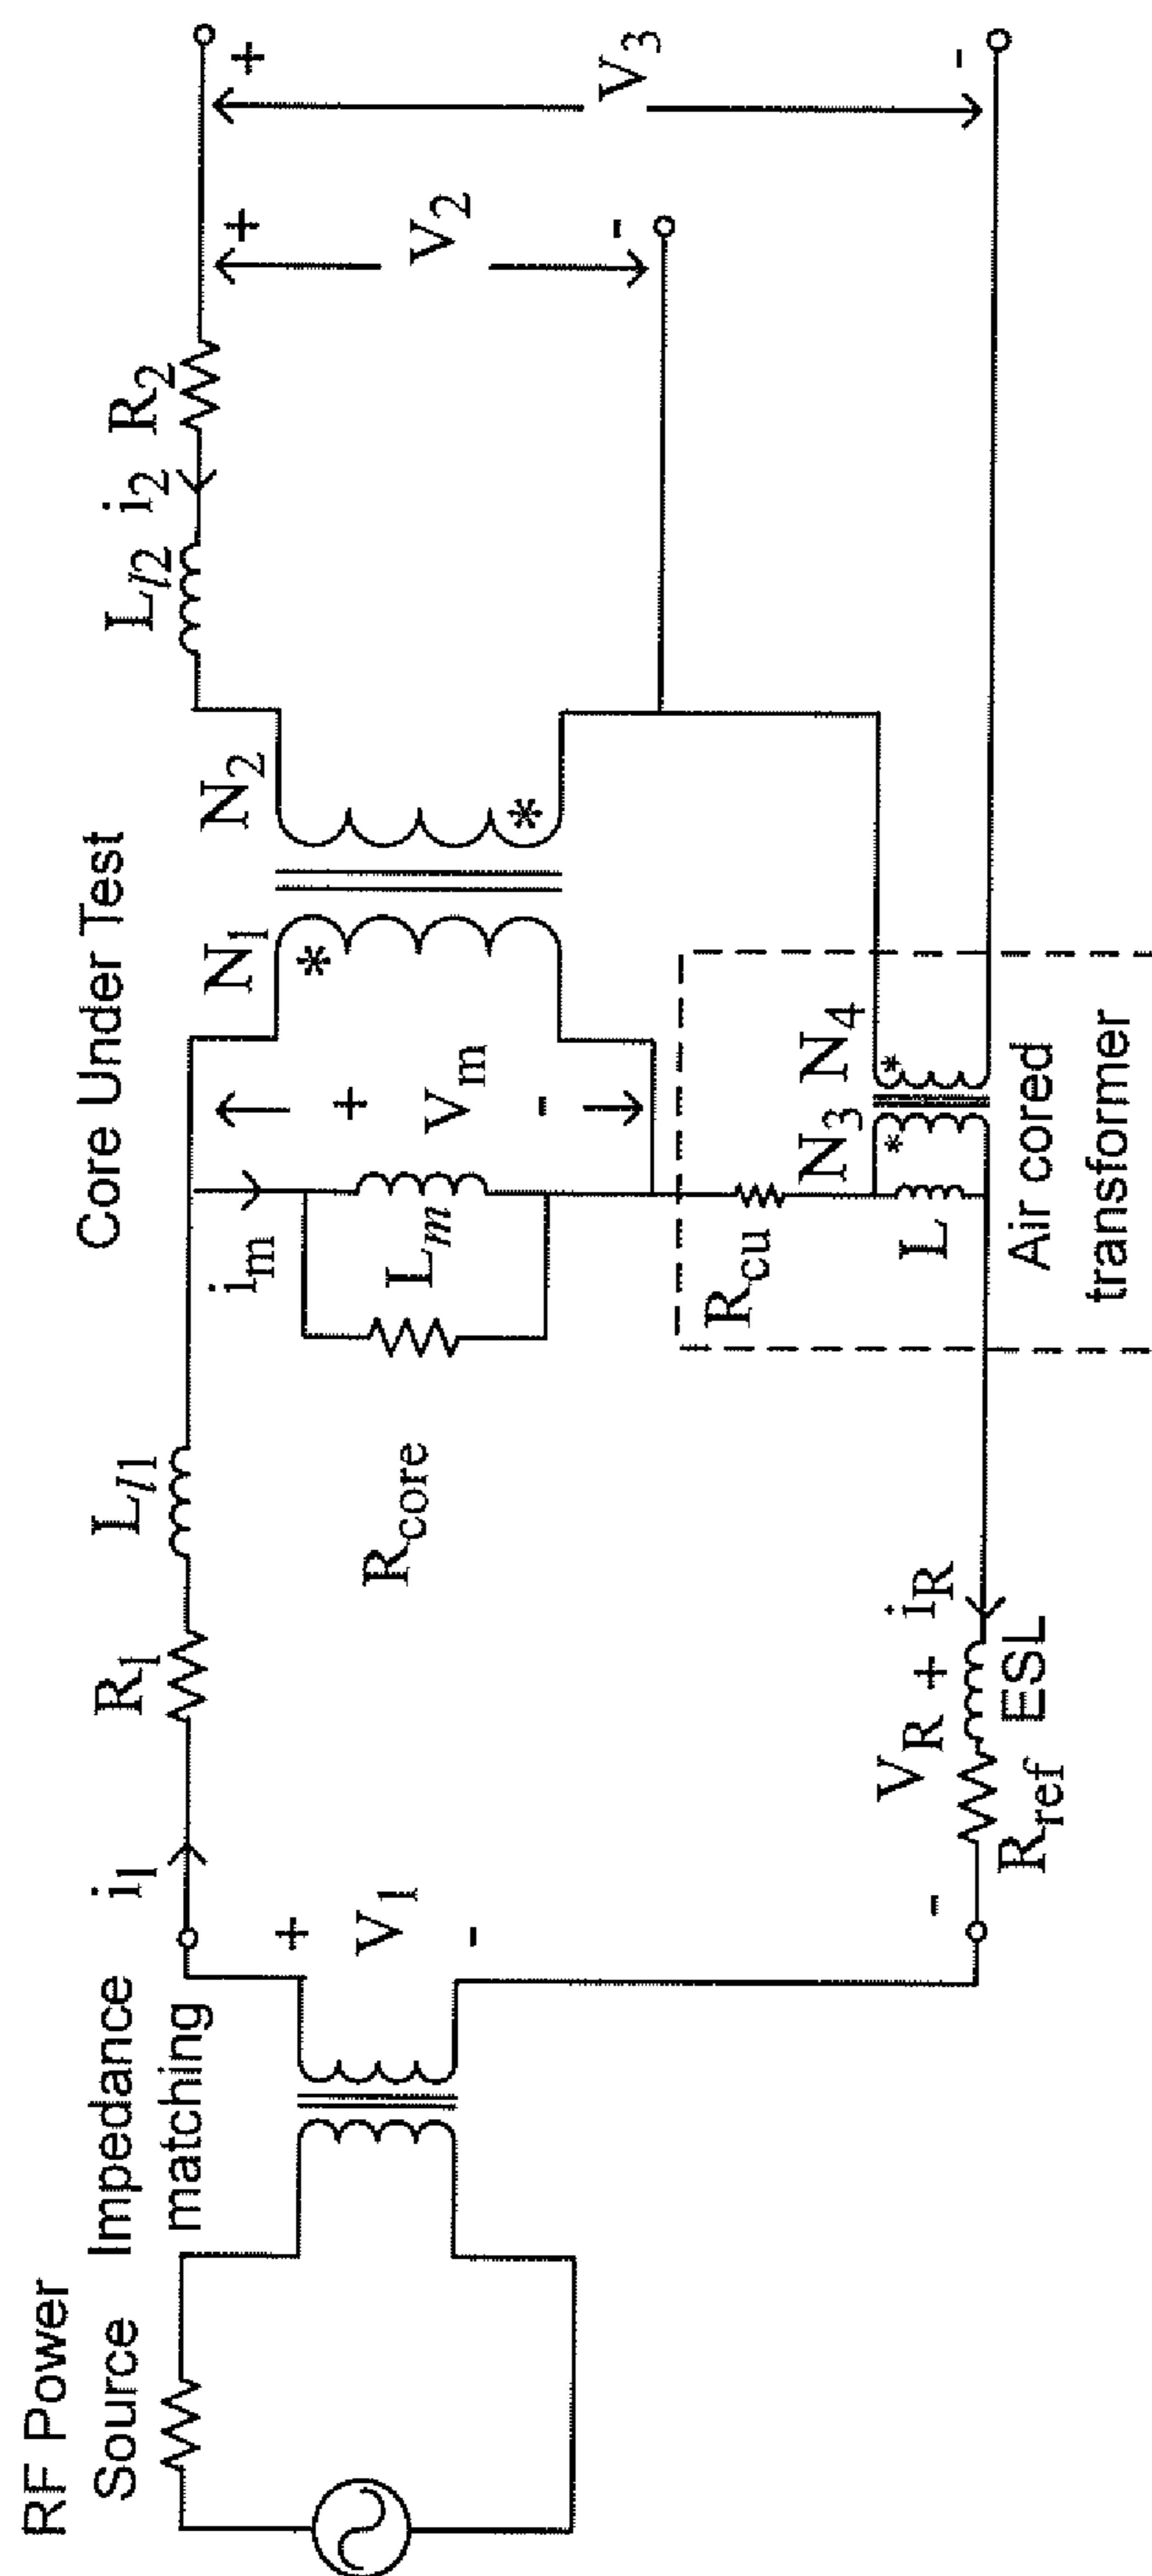 RF Power
Source
Impedance
matching
i1
+
V1
-
R1
Ll1
Rcore
Core Under Test
im
Lm
+
Vm
-
N1
*
N2
*
Ll2
i2
R2
+
V2
-
+
V3
-
Rcu
L
N3
*
N4
*
Air cored
transformer
iR
VR
+
-
ESL
Rref